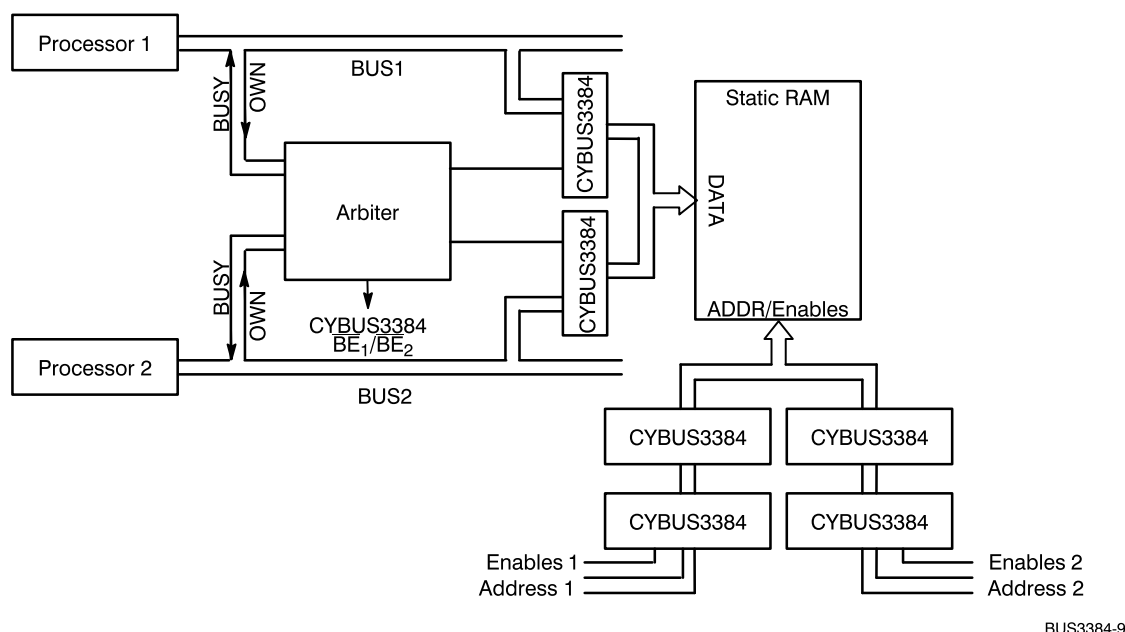 Processor 1
BUS1
BUSY
OWN
CYBUS3384
Static RAM
DATA
ADDR/Enables
Arbiter
CYBUS3384
BUSY
OWN
CYBUS3384
BE1/BE2
Processor 2
BUS2
CYBUS3384
CYBUS3384
CYBUS3384
CYBUS3384
Enables 1
Address 1
Enables 2
Address 2
BUS3384-9